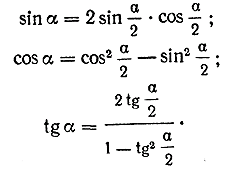 sin α = 2 sin α/2 · cos α/2 ;
cos α = cos² α/2 — sin² α/2 ;
tg α = 2 tg α/2 / 1 — tg² α/2 .